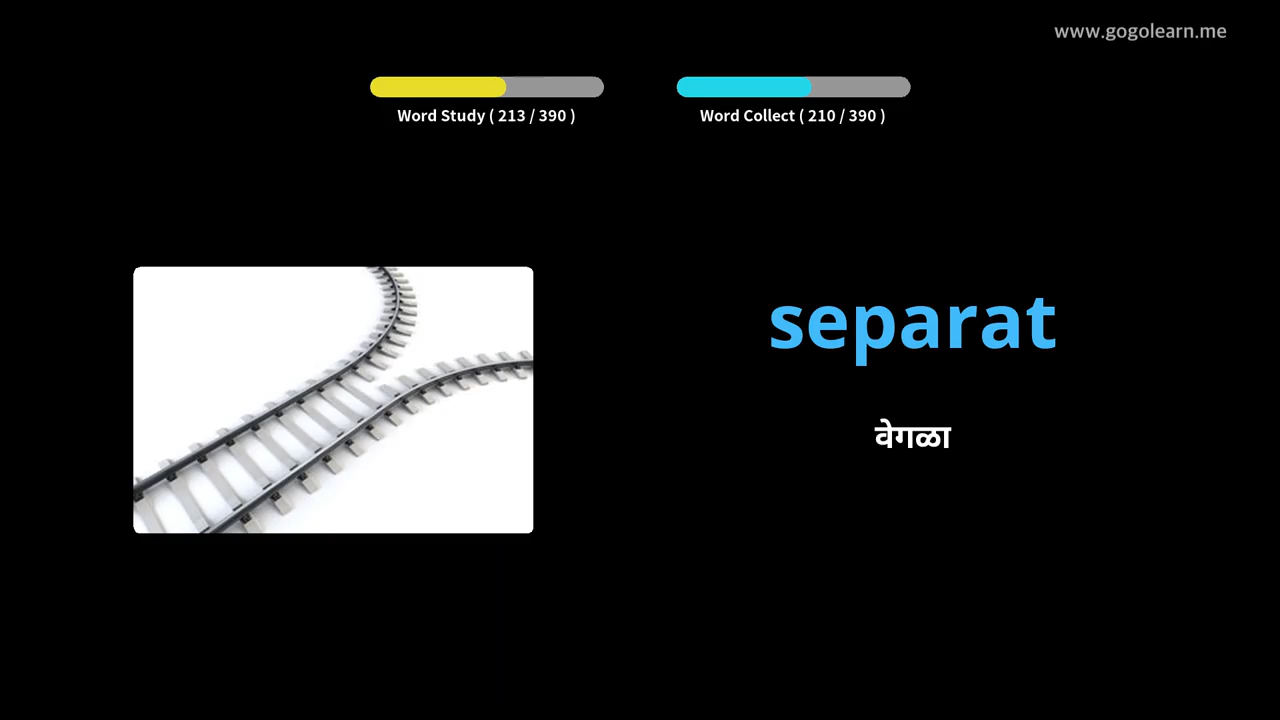 www.gogolearn.me
Word Study ( 213 / 390 )
Word Collect ( 210 / 390 )
separat
वेगळा